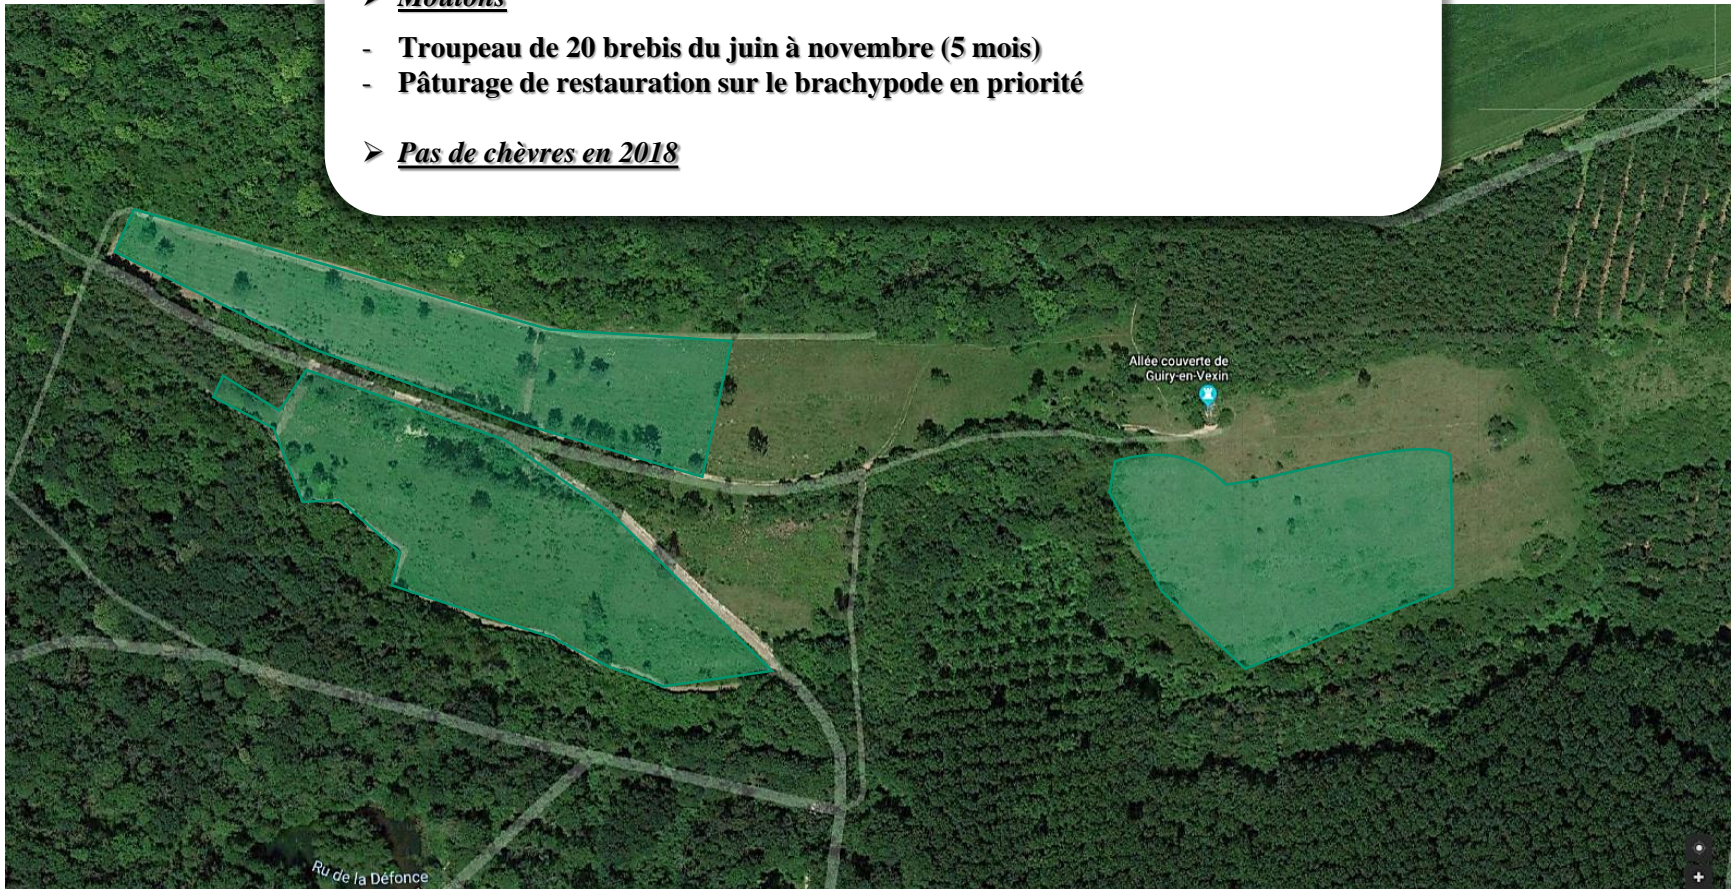 ➢ Moutons
- Troupeau de 20 brebis du juin à novembre (5 mois)
- Pâturage de restauration sur le brachypode en priorité
➢ Pas de chèvres en 2018
Allée couverte de
Guiry-en-Vexin
Ru de la Défonce